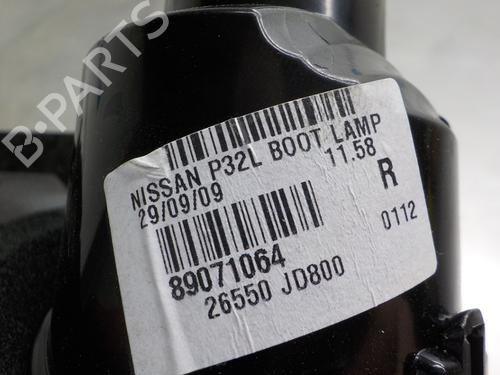 B-PARTS
NISSAN P32L BOOT LAMP
29/09/09 11.58
R
89071064 0112
26550 JD800